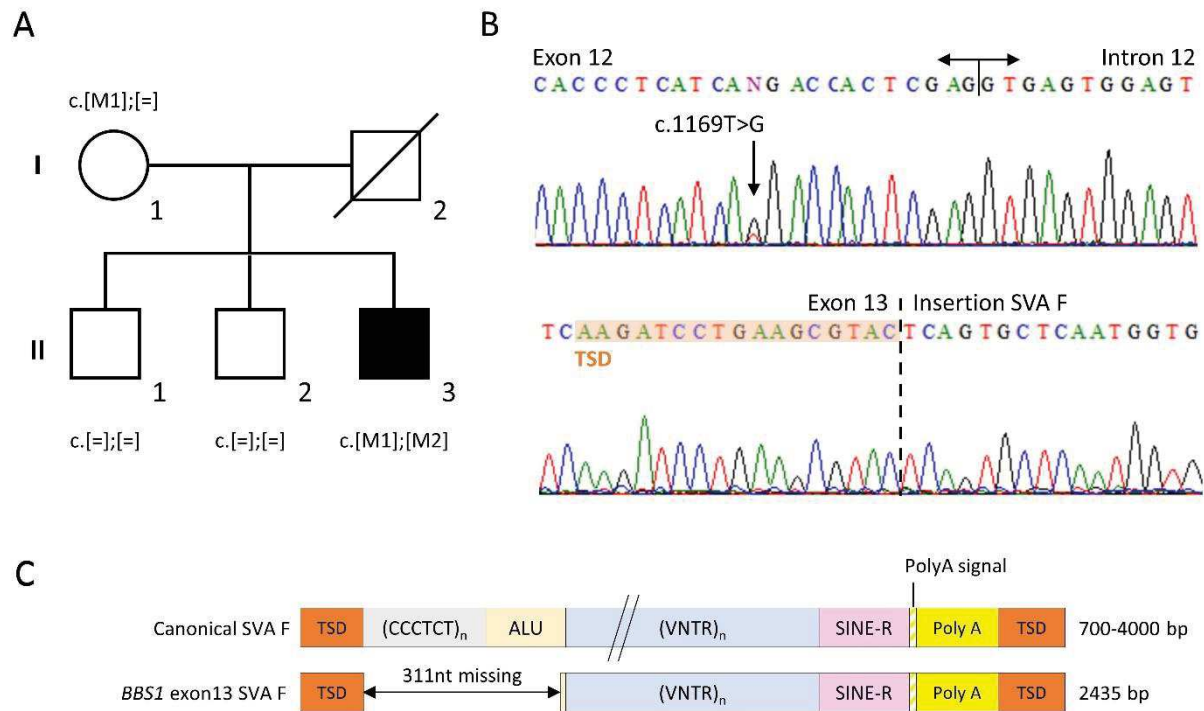 A
c.[M1];[=]
I
1
2
II
1
2
3
c.[=];[=]
c.[=];[=]
c.[M1];[M2]
B
Exon 12
Intron 12
C A C C C T C A T C A N G A C C A C T C G A G G T G A G T G G A G T
c.1169T>G
Exon 13
Insertion SVA F
T C A A G A T C C T G A A G C G T A C T C A G T G C T C A A T G G T G
TSD
C
PolyA signal
Canonical SVA F
TSD
(CCCTCT)n
ALU
(VNTR)n
SINE-R
Poly A
TSD
700-4000 bp
311nt missing
BBS1 exon13 SVA F
TSD
(VNTR)n
SINE-R
Poly A
TSD
2435 bp